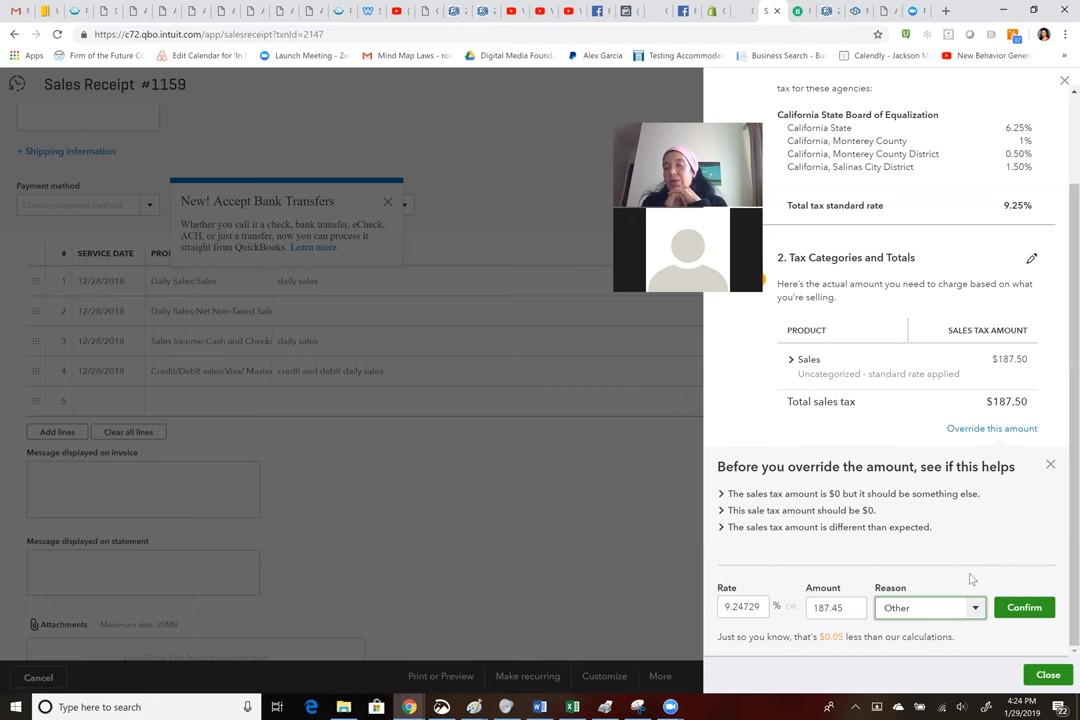 https://c72.qbo.intuit.com/app/salesreceipt?txnId=2147
Apps
Firm of the Future Co
Edit Calendar for 'In
Launch Meeting - Zo
Mind Map Laws - ros
Digital Media Found
Alex Garcia
Testing Accommoda
Business Search - Bu
Calendly - Jackson M
New Behavior Gener
Sales Receipt #1159
+ Shipping information
Payment method
Choose payment method
New! Accept Bank Transfers
Whether you call it a check, bank transfer, eCheck,
ACH, or just a transfer, now you can process it
straight from QuickBooks. Learn more.
# SERVICE DATE
1 12/28/2018 Daily Sales:Sales daily sales
2 12/28/2018 Daily Sales:Net Non-Taxed Sale
3 12/28/2018 Sales Income:Cash and Checks daily sales
4 12/28/2018 Credit/Debit sales:Visa/ Master credit and debit daily sales
5
Add lines
Clear all lines
Message displayed on invoice
Message displayed on statement
Attachments Maximum size: 20MB
Drag/Drop files here or click the icon
Cancel
Print or Preview
Make recurring
Customize
More
tax for these agencies:
California State Board of Equalization
California State 6.25%
California, Monterey County 1%
California, Monterey County District 0.50%
California, Salinas City District 1.50%
Total tax standard rate 9.25%
2. Tax Categories and Totals
Here's the actual amount you need to charge based on what
you're selling.
PRODUCT SALES TAX AMOUNT
Sales $187.50
Uncategorized - standard rate applied
Total sales tax $187.50
Override this amount
Before you override the amount, see if this helps
The sales tax amount is $0 but it should be something else.
This sale tax amount should be $0.
The sales tax amount is different than expected.
Rate Amount Reason
9.24729 % OR 187.45 Other Confirm
Just so you know, that's $0.05 less than our calculations.
Close
Type here to search
4:24 PM
1/29/2019
22